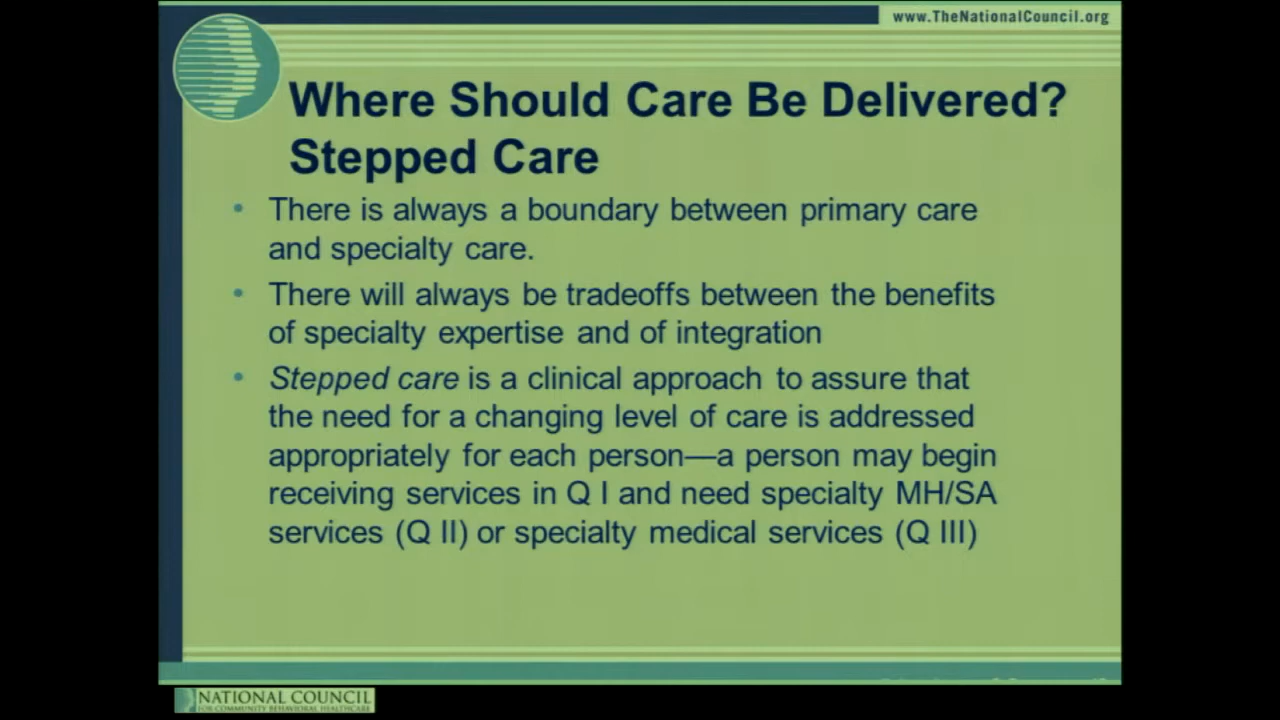 www.TheNationalCouncil.org
Where Should Care Be Delivered?
Stepped Care
• There is always a boundary between primary care
and specialty care.
• There will always be tradeoffs between the benefits
of specialty expertise and of integration
• Stepped care is a clinical approach to assure that
the need for a changing level of care is addressed
appropriately for each person—a person may begin
receiving services in Q I and need specialty MH/SA
services (Q II) or specialty medical services (Q III)
NATIONAL COUNCIL
FOR COMMUNITY BEHAVIORAL HEALTHCARE